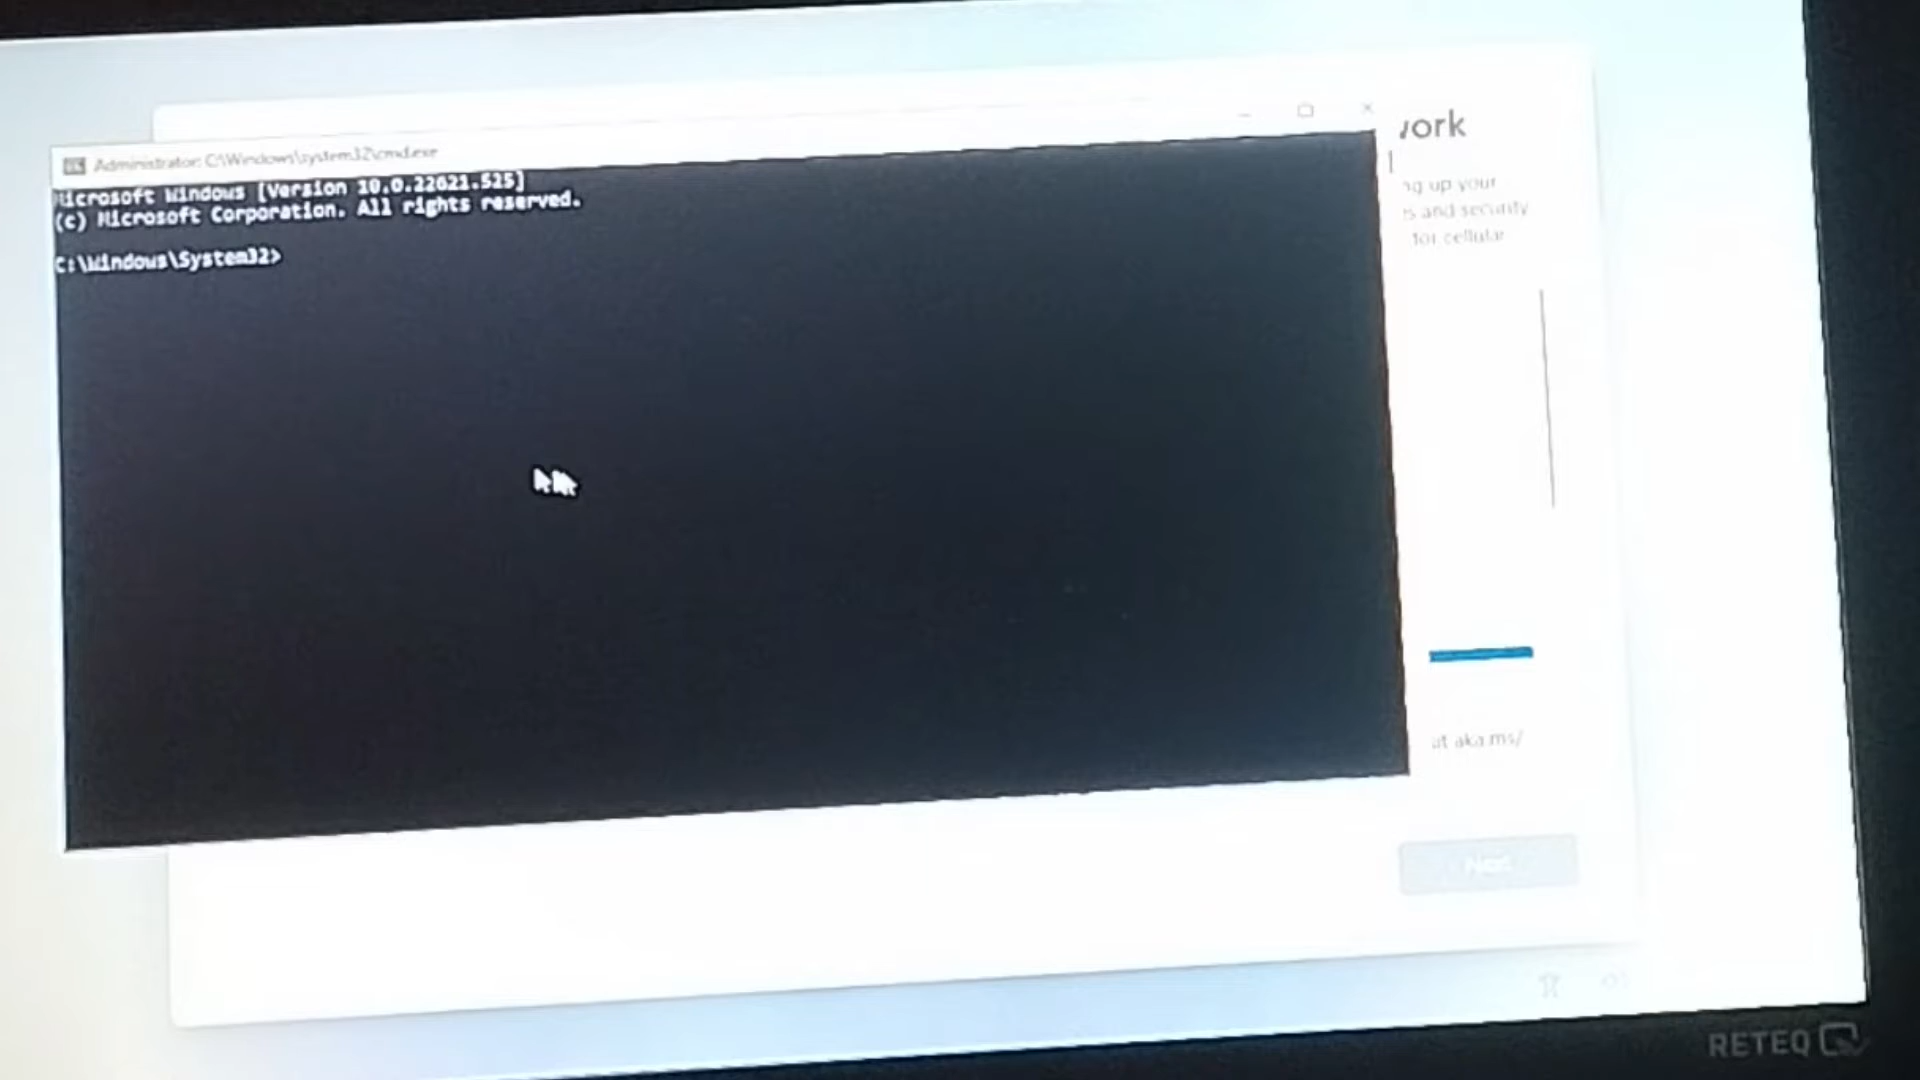 Administrator: C:\Windows\system32\cmd.exe
Microsoft Windows [Version 10.0.22621.525]
(c) Microsoft Corporation. All rights reserved.
C:\Windows\System32>
work
ng up your
s and security
for cellular
at aka.ms/
Next
RETEQ